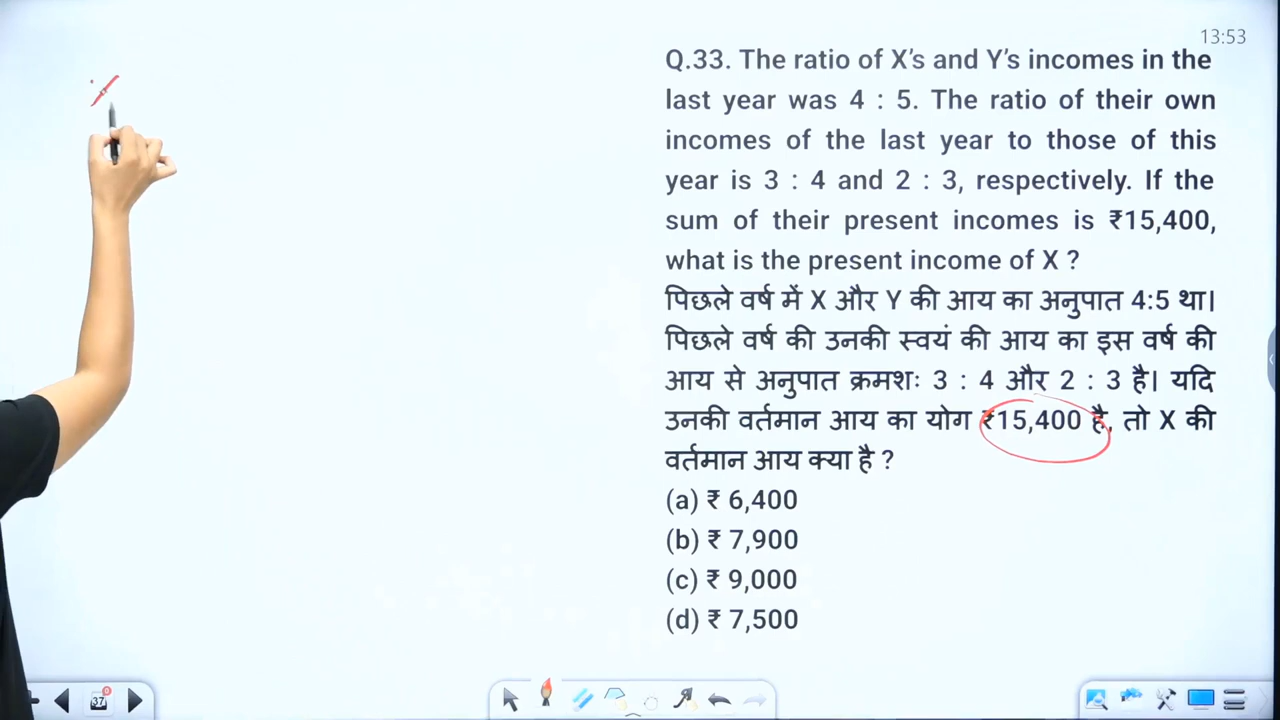 13:53
Q.33. The ratio of X's and Y's incomes in the
last year was 4 : 5. The ratio of their own
incomes of the last year to those of this
year is 3 : 4 and 2 : 3, respectively. If the
sum of their present incomes is ₹15,400,
what is the present income of X ?
पिछले वर्ष में X और Y की आय का अनुपात 4:5 था।
पिछले वर्ष की उनकी स्वयं की आय का इस वर्ष की
आय से अनुपात क्रमशः 3 : 4 और 2 : 3 है। यदि
उनकी वर्तमान आय का योग ₹15,400 है, तो X की
वर्तमान आय क्या है ?
(a) ₹ 6,400
(b) ₹ 7,900
(c) ₹ 9,000
(d) ₹ 7,500
37